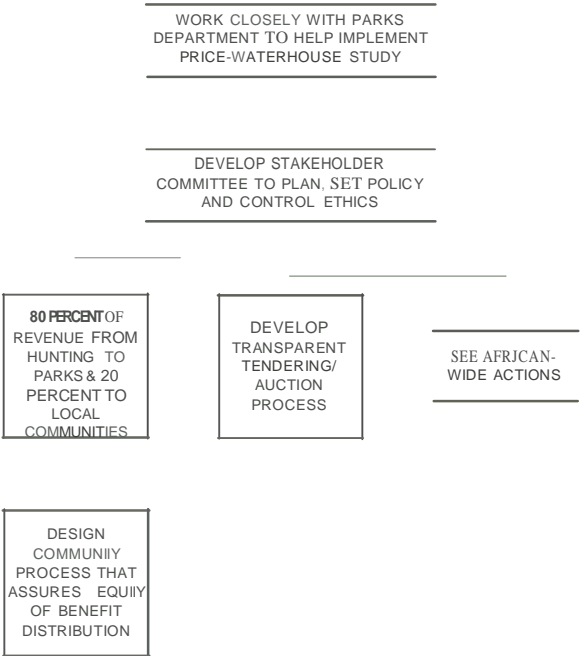 WORK CLOSELY WITH PARKS
DEPARTMENT TO HELP IMPLEMENT
PRICE-WATERHOUSE STUDY
DEVELOP STAKEHOLDER
COMMITTEE TO PLAN, SET POLICY
AND CONTROL ETHICS
80 PERCENT OF
REVENUE FROM
HUNTING TO
PARKS & 20
PERCENT TO
LOCAL
COMMUNITIES
DEVELOP
TRANSPARENT
TENDERING/
AUCTION
PROCESS
SEE AFRJCAN-
WIDE ACTIONS
DESIGN
COMMUNIIY
PROCESS THAT
ASSURES EQUIIY
OF BENEFIT
DISTRIBUTION